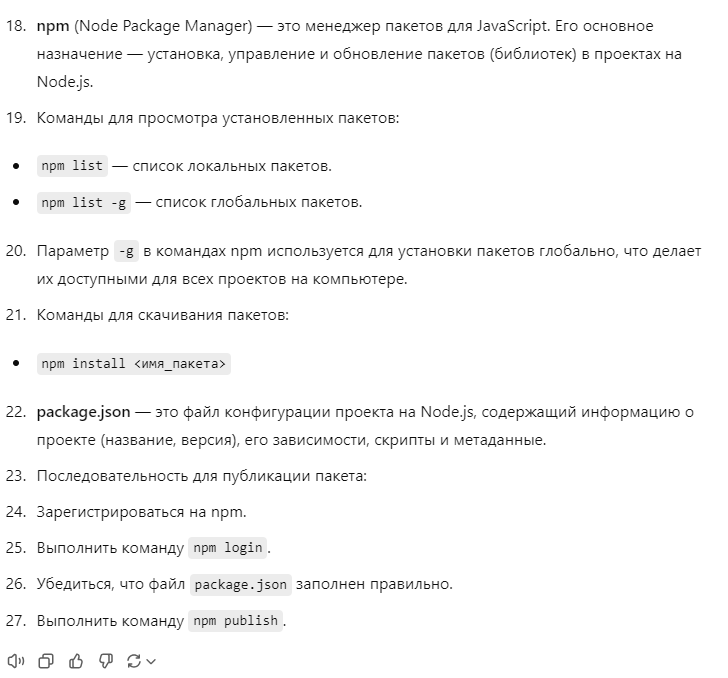 18. npm (Node Package Manager) — это менеджер пакетов для JavaScript. Его основное
назначение — установка, управление и обновление пакетов (библиотек) в проектах на
Node.js.
19. Команды для просмотра установленных пакетов:
• npm list — список локальных пакетов.
• npm list -g — список глобальных пакетов.
20. Параметр -g в командах npm используется для установки пакетов глобально, что делает
их доступными для всех проектов на компьютере.
21. Команды для скачивания пакетов:
• npm install <имя_пакета>
22. package.json — это файл конфигурации проекта на Node.js, содержащий информацию о
проекте (название, версия), его зависимости, скрипты и метаданные.
23. Последовательность для публикации пакета:
24. Зарегистрироваться на npm.
25. Выполнить команду npm login.
26. Убедиться, что файл package.json заполнен правильно.
27. Выполнить команду npm publish.